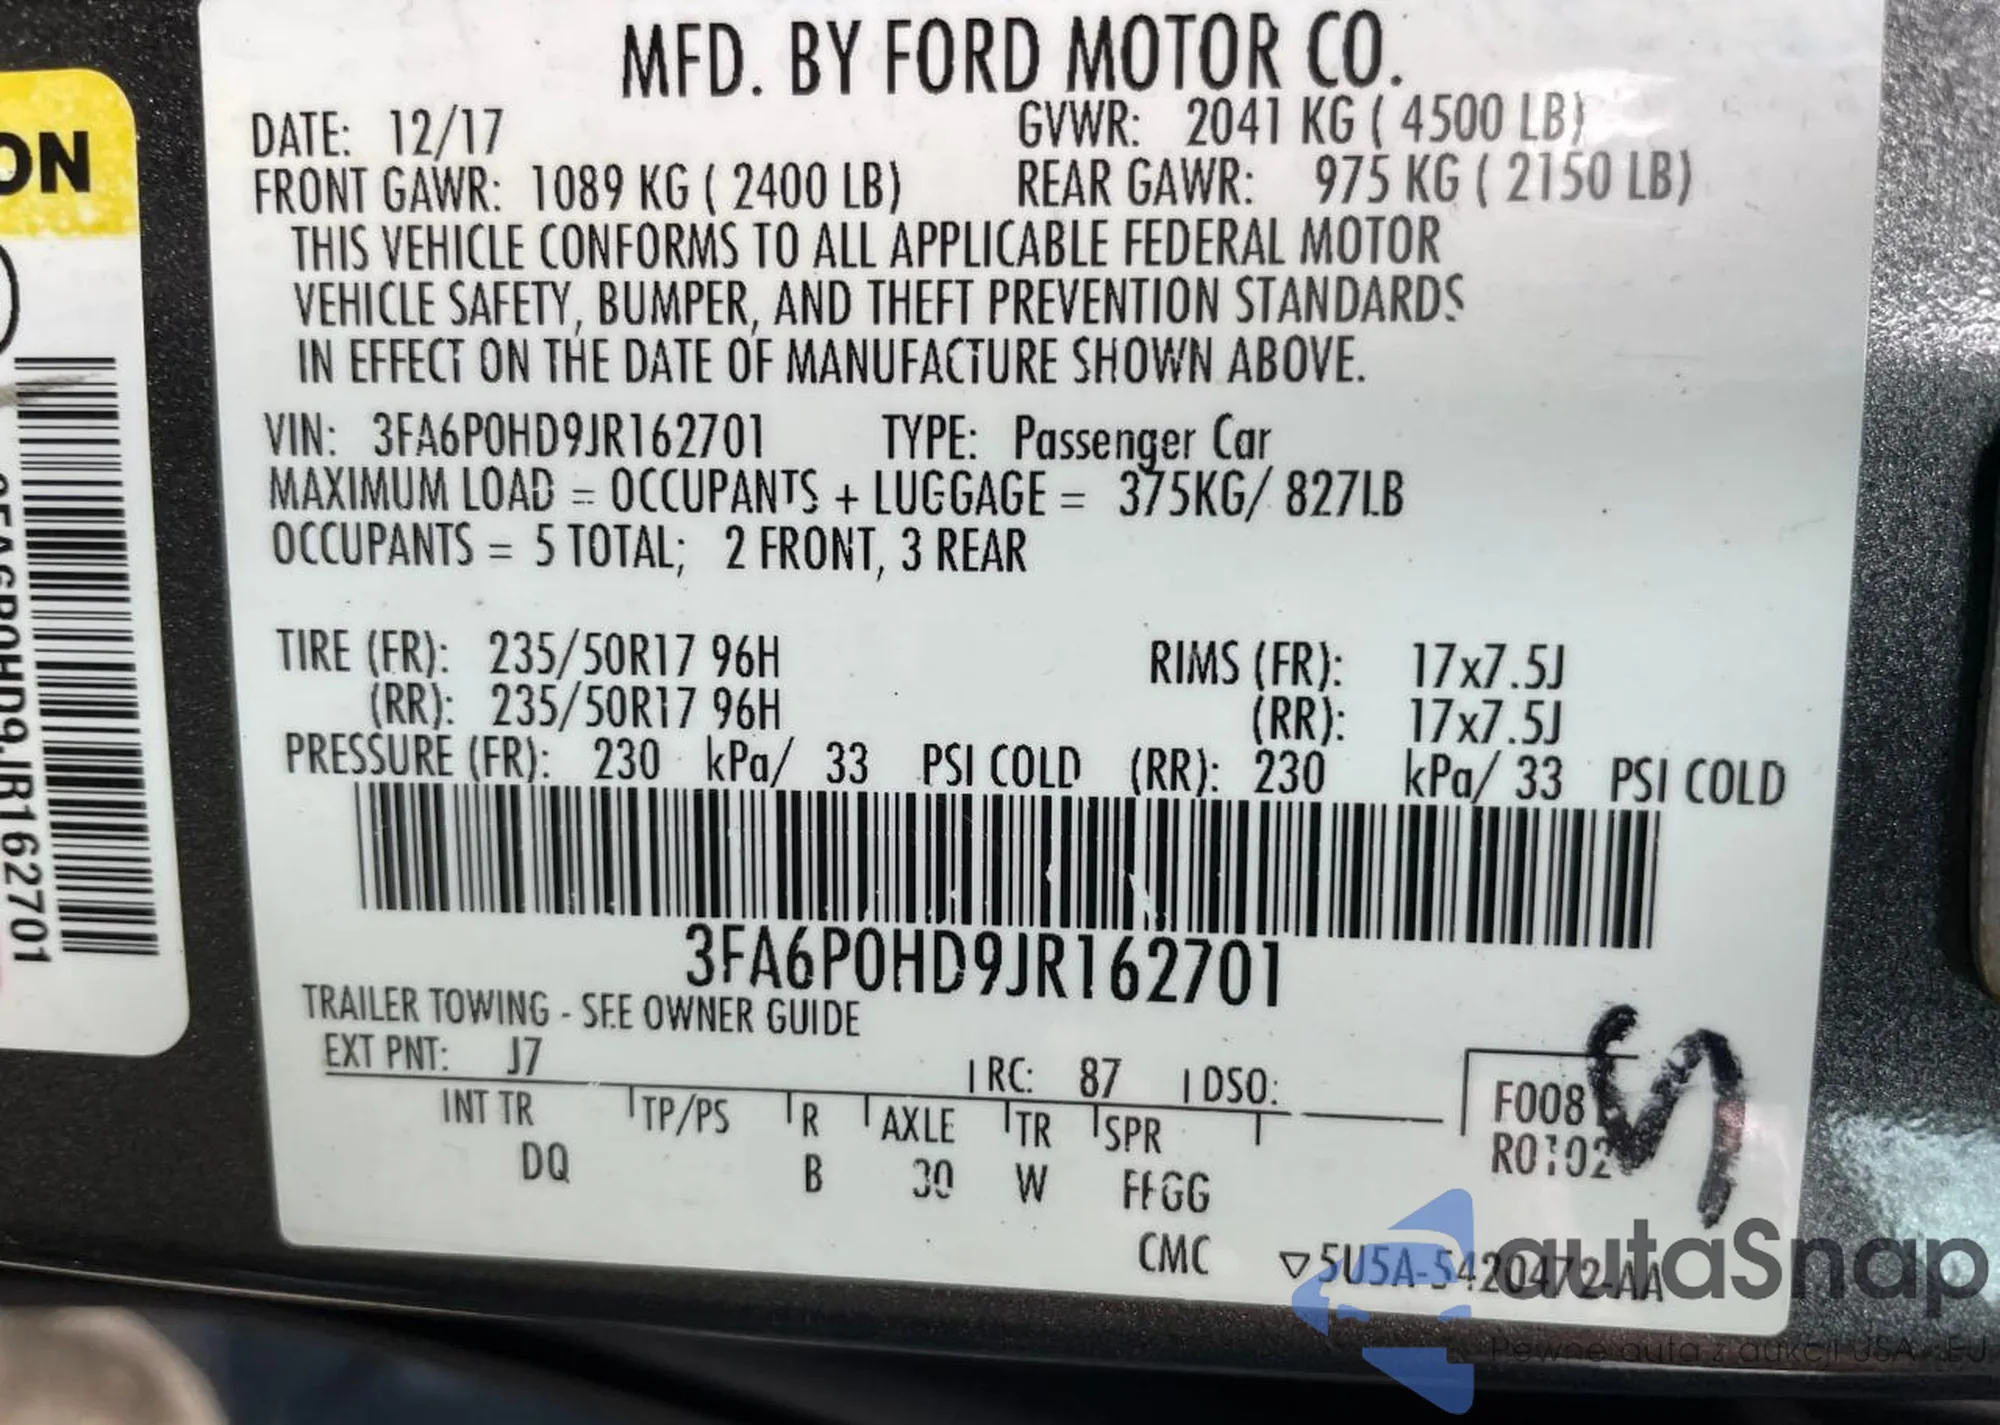 MFD. BY FORD MOTOR CO.
DATE: 12/17 GVWR: 2041 KG ( 4500 LB)
FRONT GAWR: 1089 KG ( 2400 LB) REAR GAWR: 975 KG ( 2150 LB)
THIS VEHICLE CONFORMS TO ALL APPLICABLE FEDERAL MOTOR
VEHICLE SAFETY, BUMPER, AND THEFT PREVENTION STANDARDS
IN EFFECT ON THE DATE OF MANUFACTURE SHOWN ABOVE.
VIN: 3FA6P0HD9JR162701 TYPE: Passenger Car
MAXIMUM LOAD = OCCUPANTS + LUGGAGE = 375KG/ 827LB
OCCUPANTS = 5 TOTAL; 2 FRONT, 3 REAR
TIRE (FR): 235/50R17 96H RIMS (FR): 17x7.5J
(RR): 235/50R17 96H (RR): 17x7.5J
PRESSURE (FR): 230 kPa/ 33 PSI COLD (RR): 230 kPa/ 33 PSI COLD
3FA6P0HD9JR162701
TRAILER TOWING - SEE OWNER GUIDE
EXT PNT: J7 RC: 87 DSO:
INT TR TP/PS R AXLE TR SPR
DQ B 30 W FFGG
CMC
▽5U5A-5420472-AA
ON
3FA6P0HD9JR162701
autaSnap
Pewne auta z aukcji USA